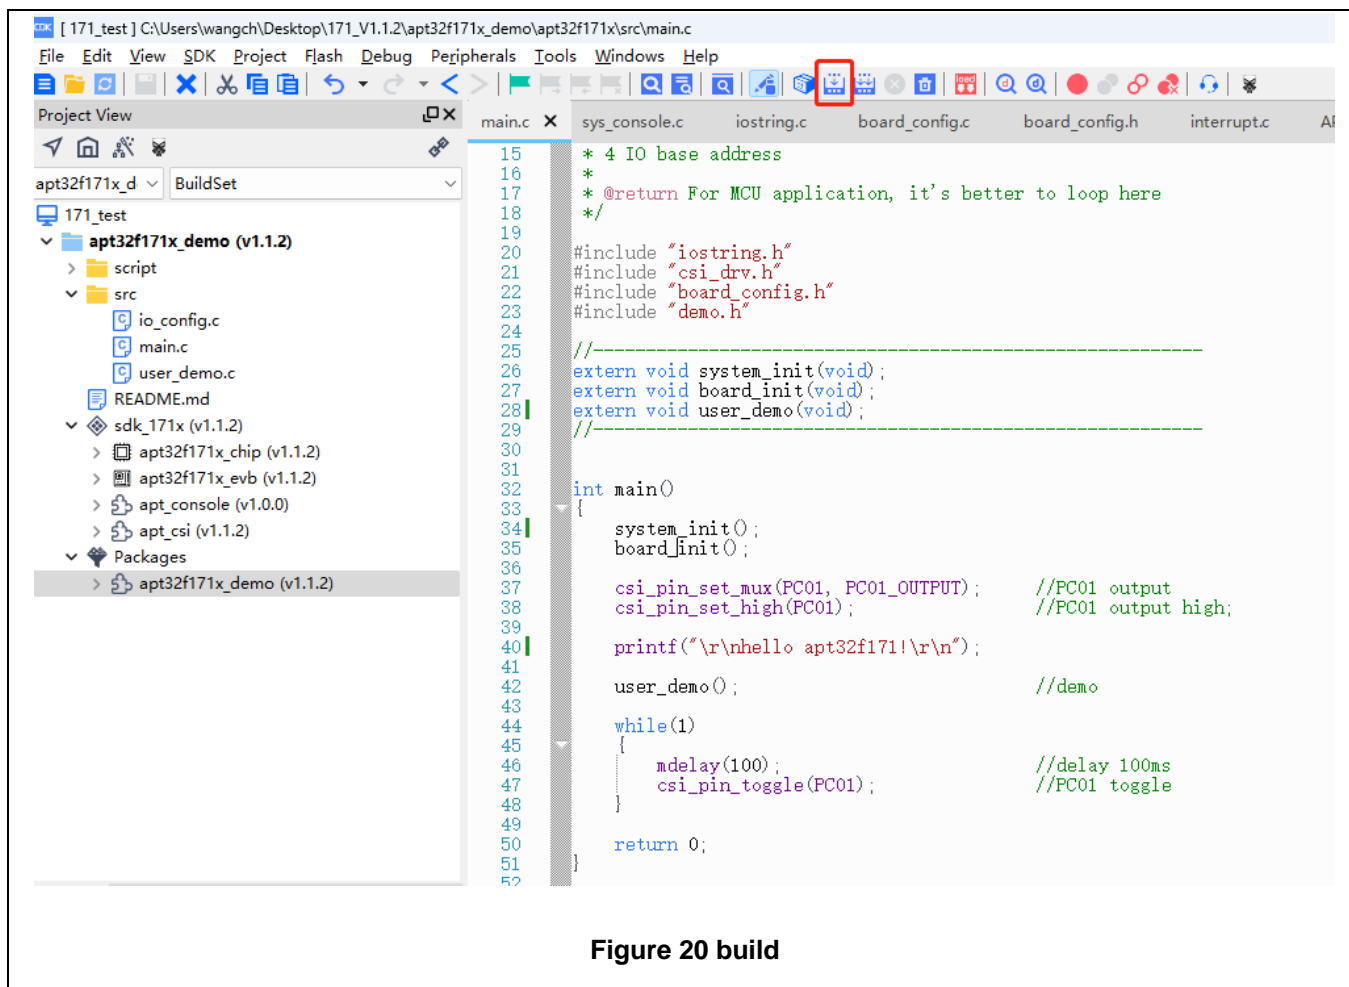 [ 171_test ] C:\Users\wangch\Desktop\171_V1.1.2\apt32f171x_demo\apt32f171x\src\main.c
File Edit View SDK Project Flash Debug Peripherals Tools Windows Help
Project View
main.c sys_console.c iostring.c board_config.c board_config.h interrupt.c
apt32f171x_d BuildSet
171_test
apt32f171x_demo (v1.1.2)
script
src
io_config.c
main.c
user_demo.c
README.md
sdk_171x (v1.1.2)
apt32f171x_chip (v1.1.2)
apt32f171x_evb (v1.1.2)
apt_console (v1.0.0)
apt_csi (v1.1.2)
Packages
apt32f171x_demo (v1.1.2)
15 * 4 IO base address
16 *
17 * @return For MCU application, it's better to loop here
18 */
19
20 #include "iostring.h"
21 #include "csi_drv.h"
22 #include "board_config.h"
23 #include "demo.h"
24
25 //----------------------------------------------------------
26 extern void system_init(void);
27 extern void board_init(void);
28 extern void user_demo(void);
29 //----------------------------------------------------------
30
31
32 int main()
33 {
34 system_init();
35 board_init();
36
37 csi_pin_set_mux(PC01, PC01_OUTPUT); //PC01 output
38 csi_pin_set_high(PC01); //PC01 output high;
39
40 printf("\r\nhello apt32f171!\r\n");
41
42 user_demo(); //demo
43
44 while(1)
45 {
46 mdelay(100); //delay 100ms
47 csi_pin_toggle(PC01); //PC01 toggle
48 }
49
50 return 0;
51 }
52
Figure 20 build